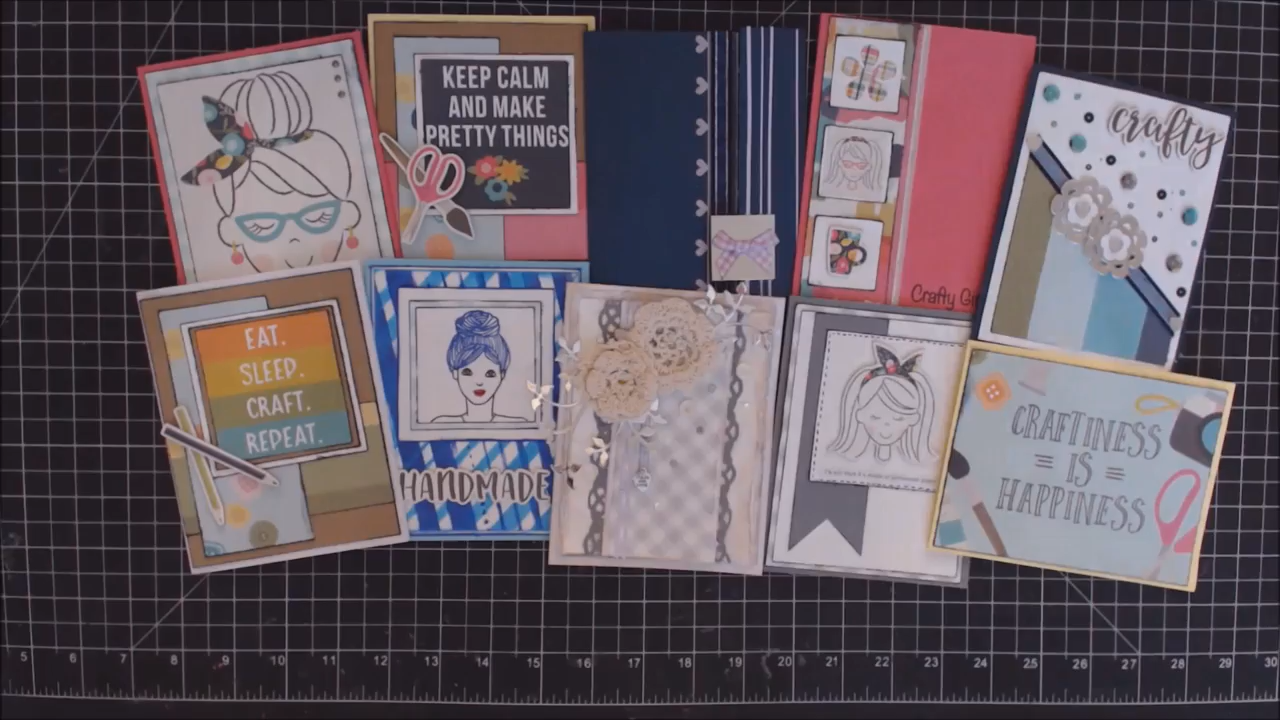 KEEP CALM
AND MAKE
PRETTY THINGS
crafty
Crafty
EAT.
SLEEP.
CRAFT.
REPEAT.
HANDMADE
CRAFTINESS
= IS =
HAPPINESS
5 6 7 8 9 10 11 12 13 14 15 16 17 18 19 20 21 22 23 24 25 26 27 28 29 30